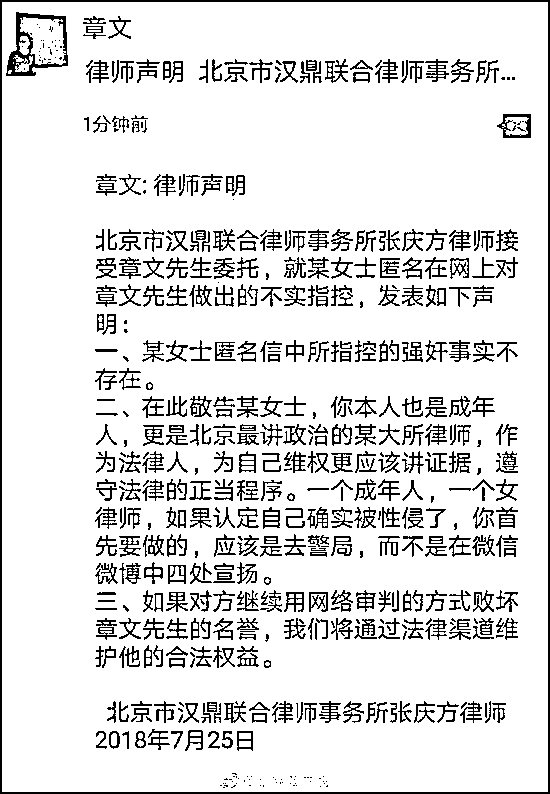 章文
律师声明 北京市汉鼎联合律师事务所...
1分钟前
章文: 律师声明
北京市汉鼎联合律师事务所张庆方律师接
受章文先生委托，就某女士匿名在网上对
章文先生做出的不实指控，发表如下声
明：
一、某女士匿名信中所指控的强奸事实不
存在。
二、在此敬告某女士，你本人也是成年
人，更是北京最讲政治的某大所律师，作
为法律人，为自己维权更应该讲证据，遵
守法律的正当程序。一个成年人，一个女
律师，如果认定自己确实被性侵了，你首
先要做的，应该是去警局，而不是在微信
微博中四处宣扬。
三、如果对方继续用网络审判的方式败坏
章文先生的名誉，我们将通过法律渠道维
护他的合法权益。
北京市汉鼎联合律师事务所张庆方律师
2018年7月25日